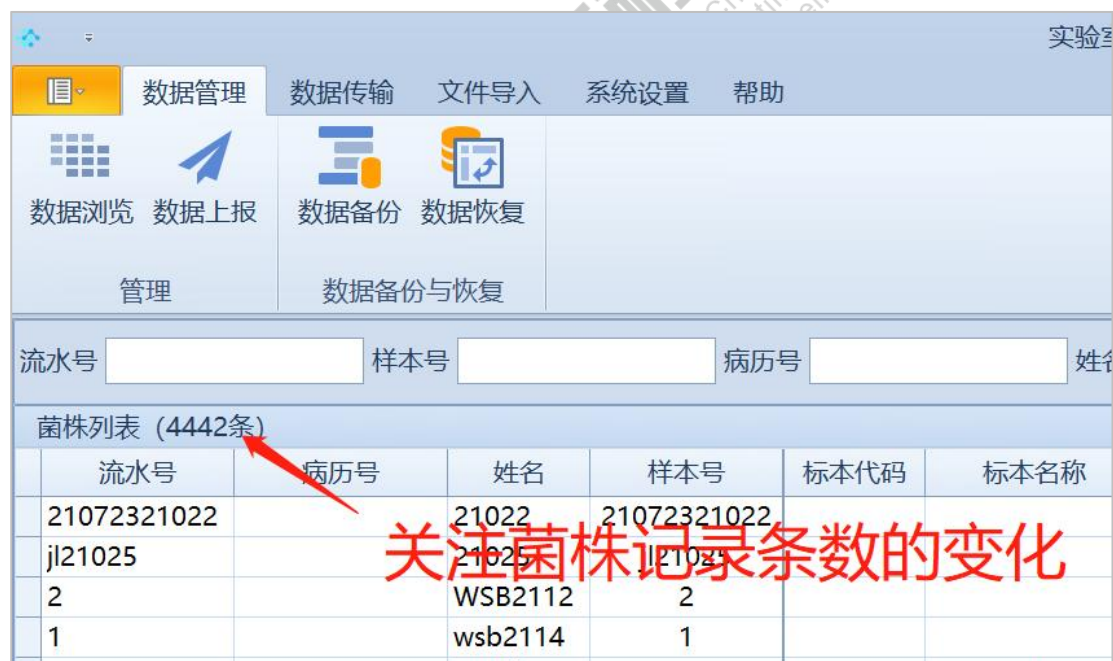 实验室
数据管理 数据传输 文件导入 系统设置 帮助
数据浏览 数据上报 数据备份 数据恢复
管理 数据备份与恢复
流水号 样本号 病历号 姓名
菌株列表（4442条）
流水号 病历号 姓名 样本号 标本代码 标本名称
21072321022 21022 21072321022
jl21025 21025 jl21025
关注菌株记录条数的变化
2 WSB2112 2
1 wsb2114 1